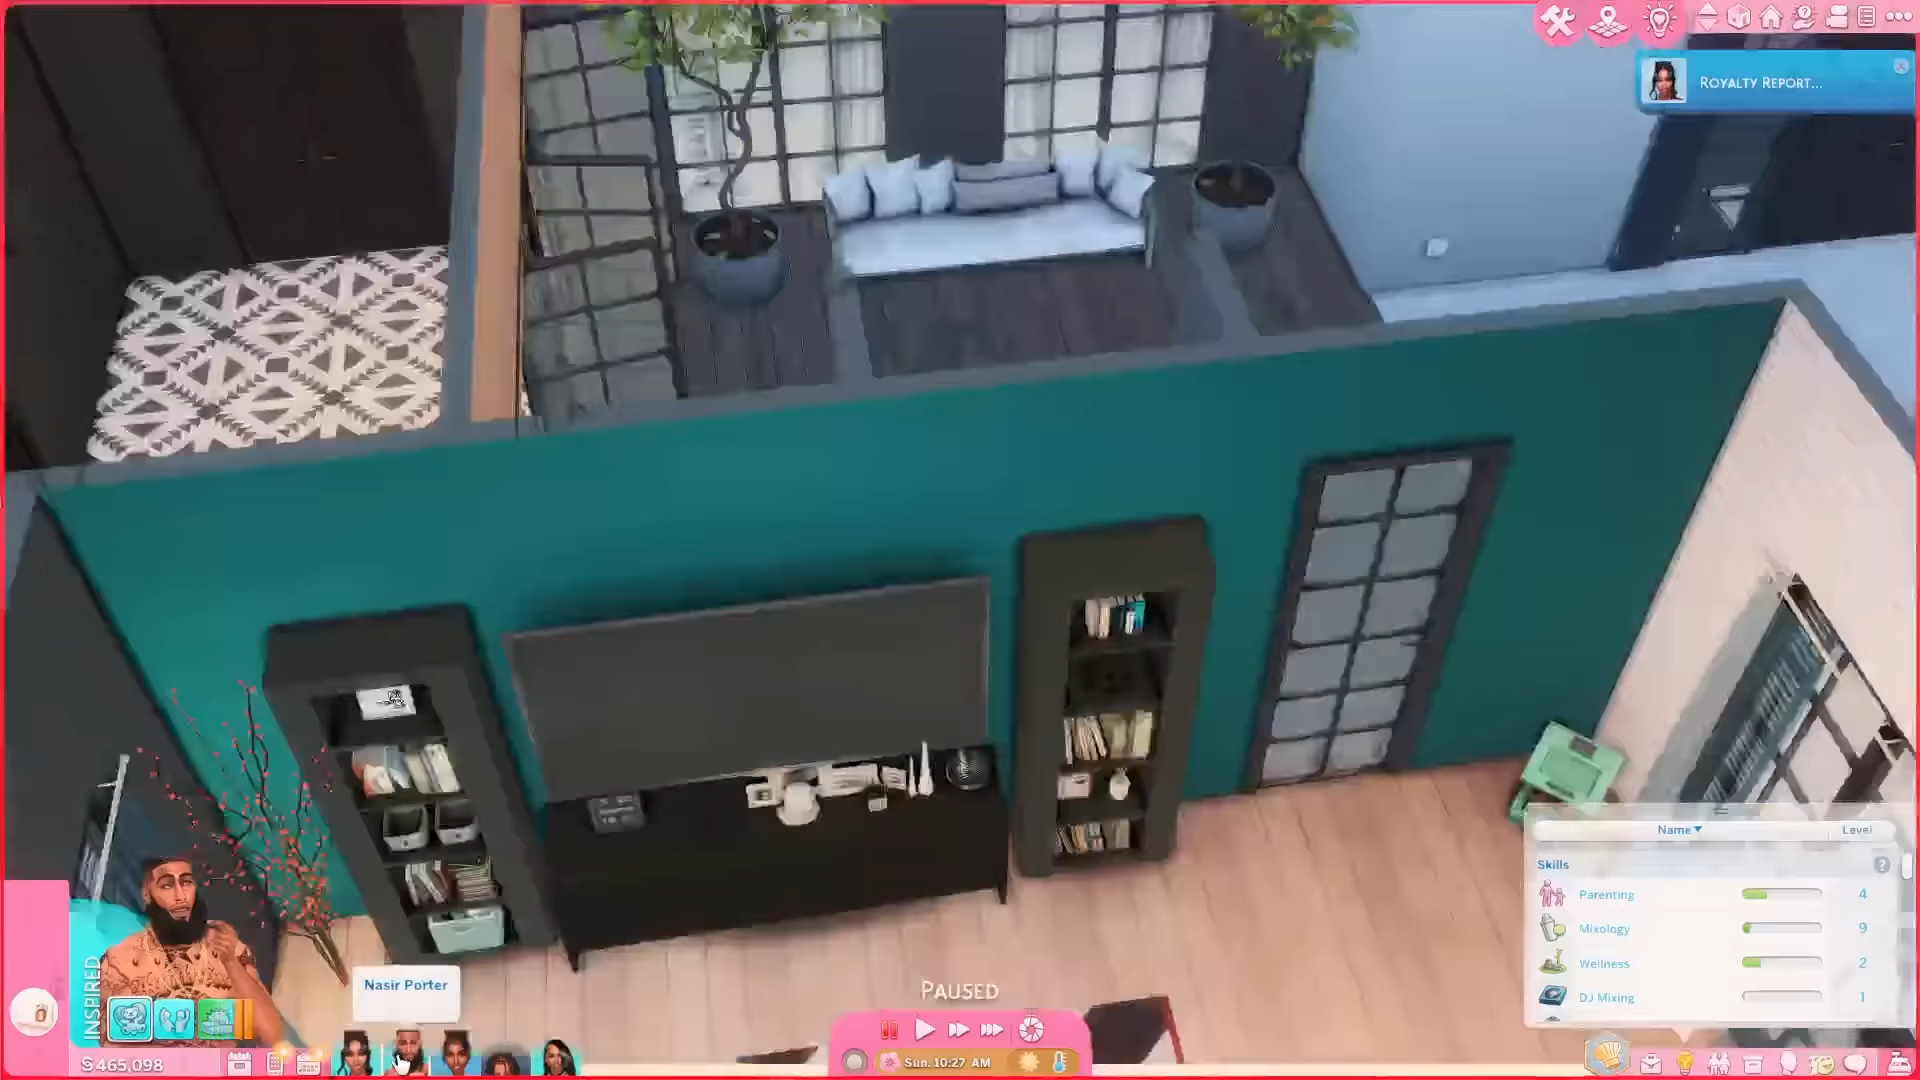 ROYALTY REPORT...
Name
Level
Skills
?
Parenting
4
Mixology
9
Wellness
2
DJ Mixing
1
INSPIRED
Nasir Porter
PAUSED
§465,098
Sun. 10:27 AM